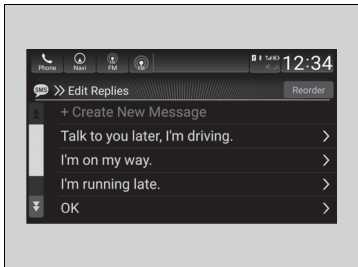 Phone Navi FM
12:34
SMS Edit Replies Reorder
+ Create New Message
Talk to you later, I'm driving.
I'm on my way.
I'm running late.
OK